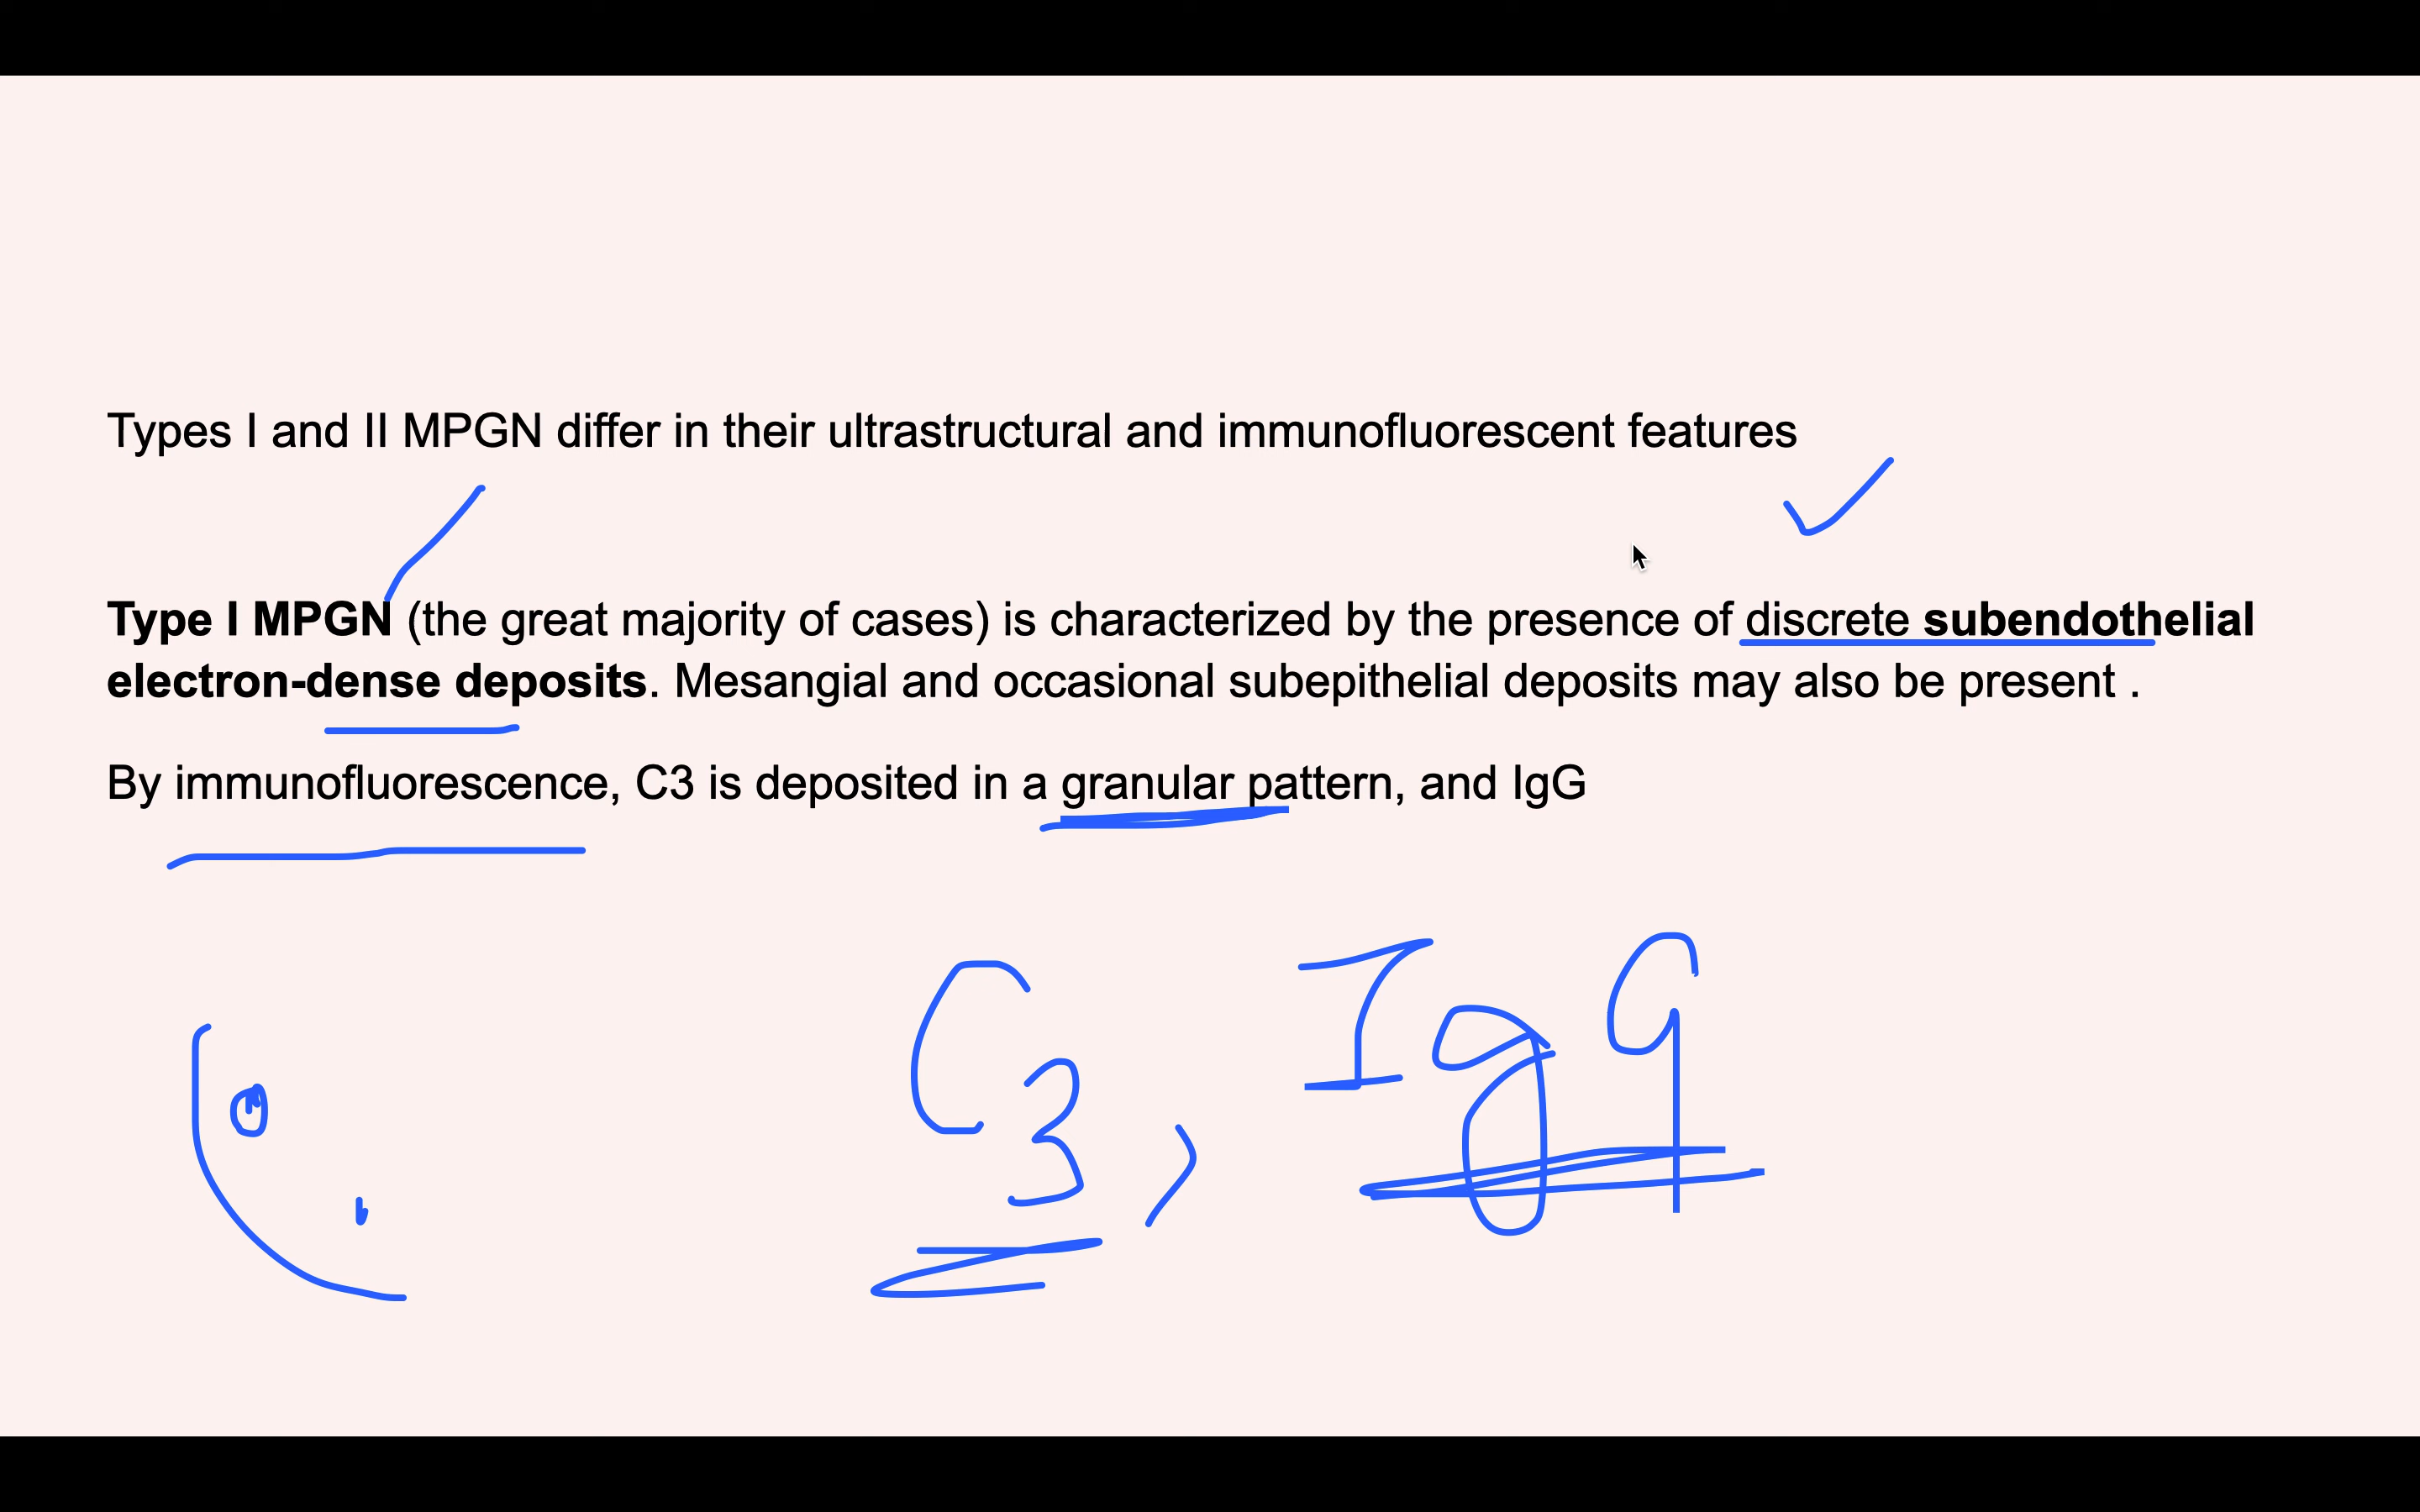 Types I and II MPGN differ in their ultrastructural and immunofluorescent features
Type I MPGN (the great majority of cases) is characterized by the presence of discrete subendothelial
electron-dense deposits. Mesangial and occasional subepithelial deposits may also be present .
By immunofluorescence, C3 is deposited in a granular pattern, and IgG
C3, IgG